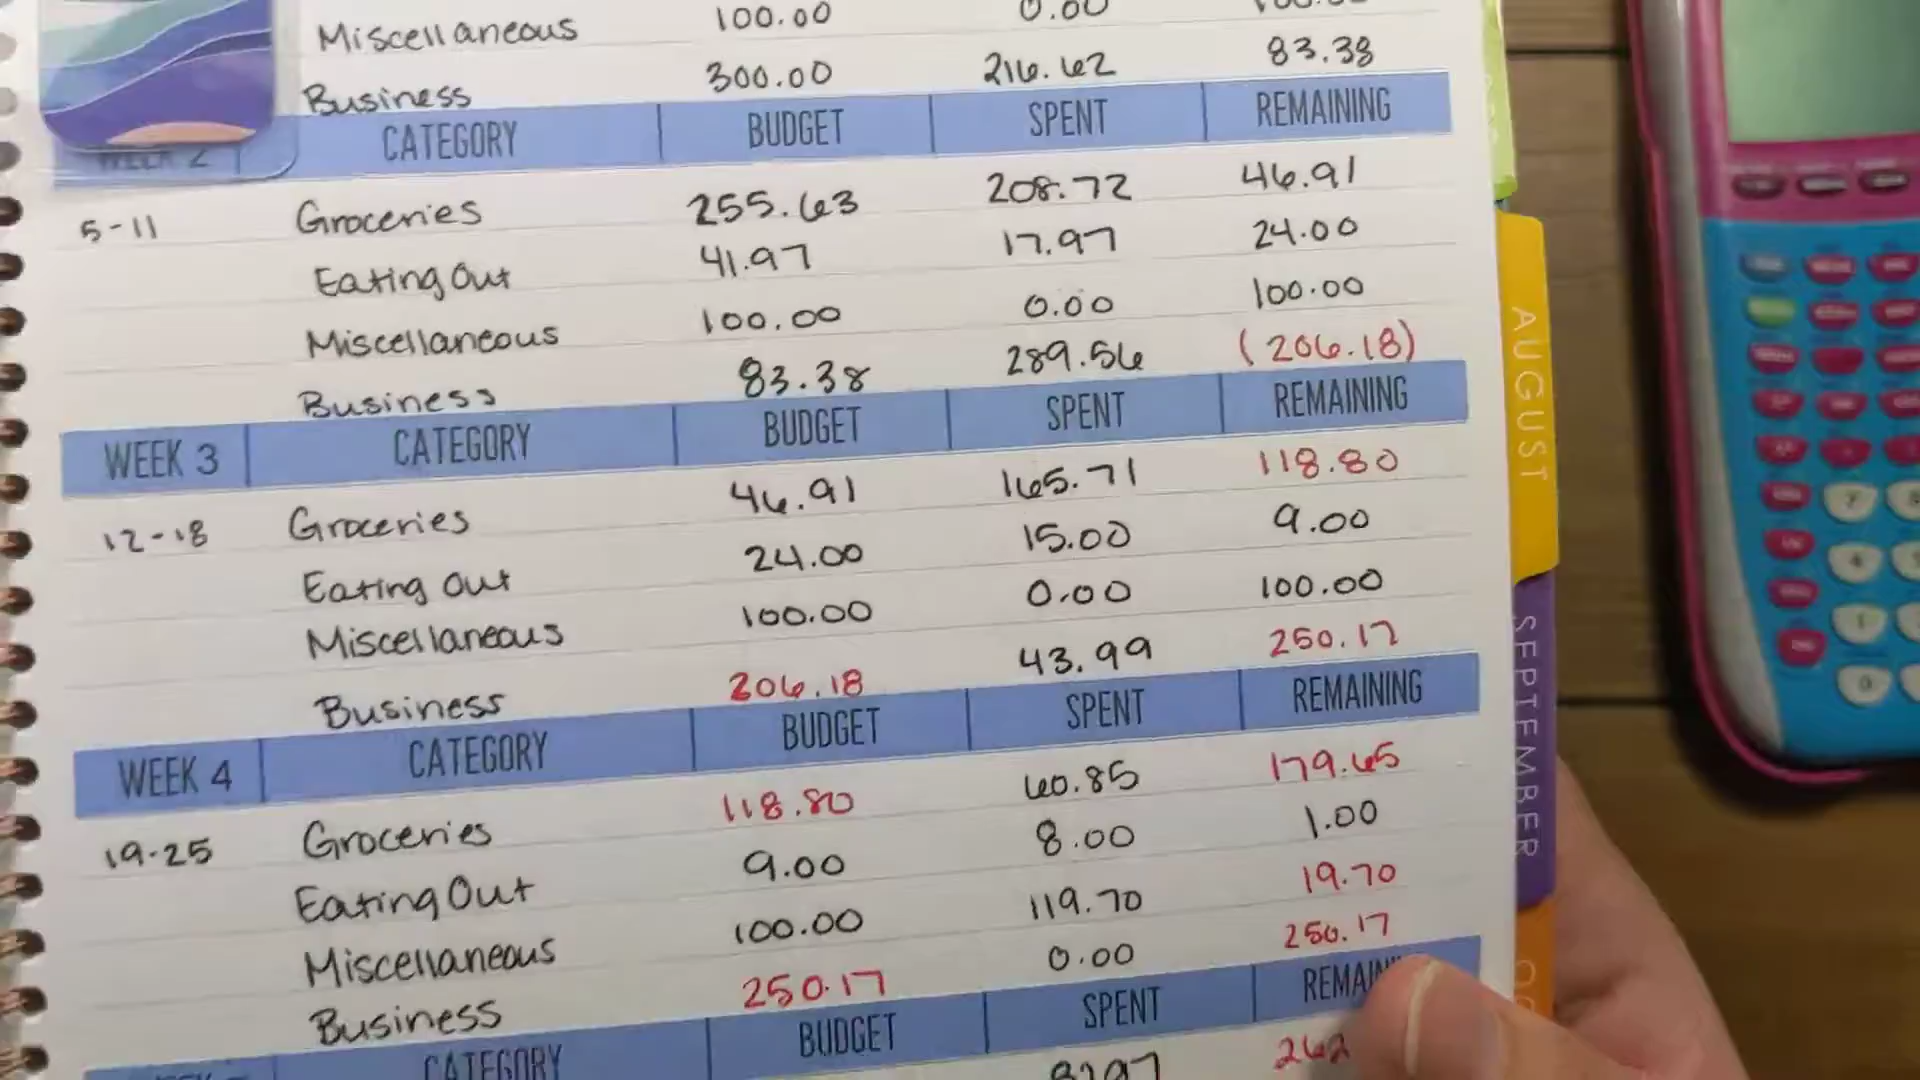 Miscellaneous 100.00 0.00
Business 300.00 216.62 83.38
WEEK 2 CATEGORY BUDGET SPENT REMAINING
5-11 Groceries 255.63 208.72 46.91
Eating Out 41.97 17.97 24.00
Miscellaneous 100.00 0.00 100.00
Business 83.38 289.56 (206.18)
WEEK 3 CATEGORY BUDGET SPENT REMAINING
12-18 Groceries 46.91 165.71 118.80
Eating Out 24.00 15.00 9.00
Miscellaneous 100.00 0.00 100.00
Business 206.18 43.99 250.17
WEEK 4 CATEGORY BUDGET SPENT REMAINING
19-25 Groceries 118.80 60.85 179.65
Eating Out 9.00 8.00 1.00
Miscellaneous 100.00 119.70 19.70
Business 250.17 0.00 250.17
CATEGORY BUDGET SPENT
AUGUST
SEPTEMBER